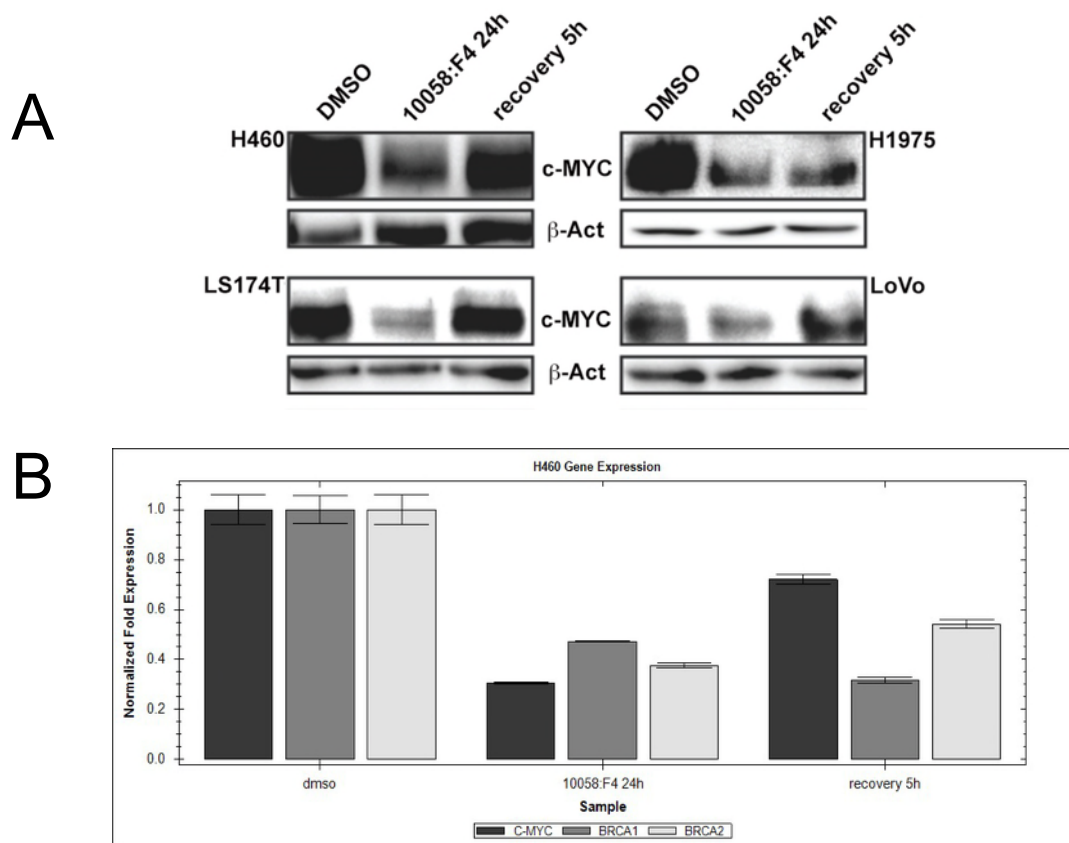 A
DMSO 10058:F4 24h recovery 5h DMSO 10058:F4 24h recovery 5h
H460 c-MYC H1975
β-Act
LS174T c-MYC LoVo
β-Act
B
H460 Gene Expression
Normalized Fold Expression
1.0
0.8
0.6
0.4
0.2
0.0
dmso 10058:F4 24h recovery 5h
Sample
C-MYC BRCA1 BRCA2